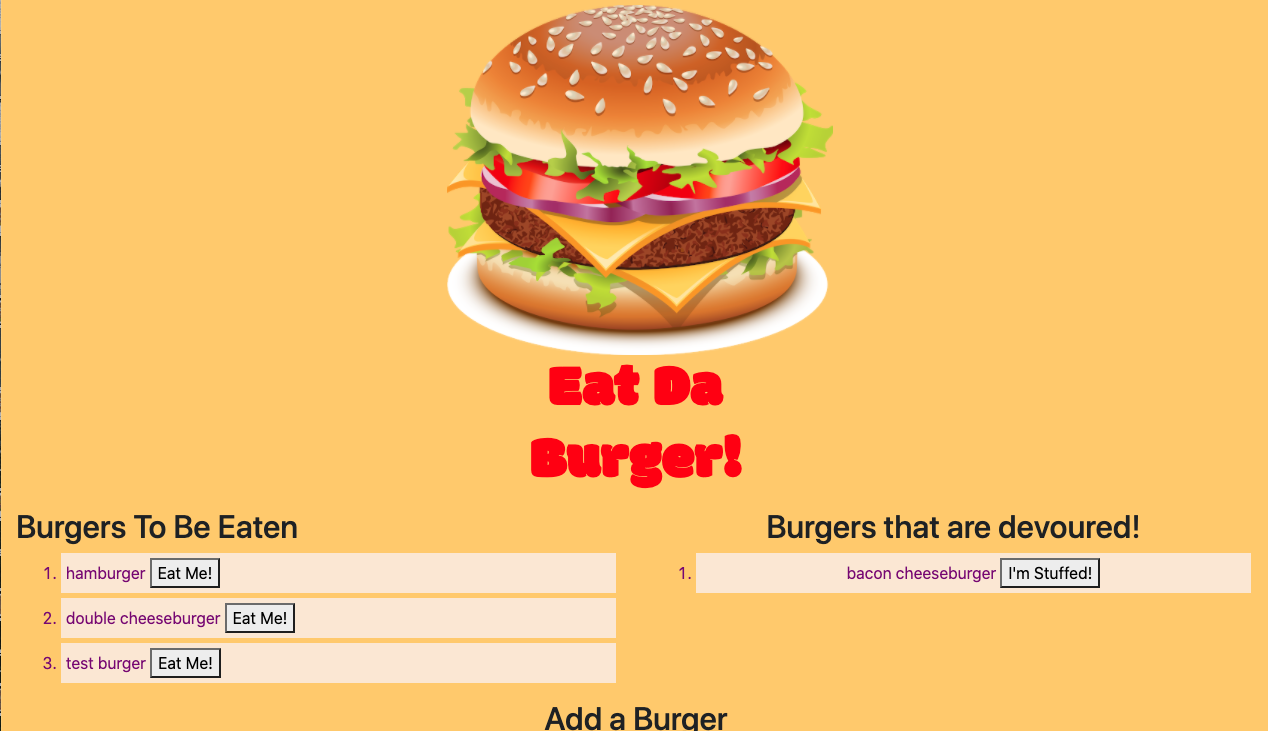 Eat Da
Burger!
Burgers To Be Eaten
1. hamburger Eat Me!
2. double cheeseburger Eat Me!
3. test burger Eat Me!
Burgers that are devoured!
1. bacon cheeseburger I'm Stuffed!
Add a Burger